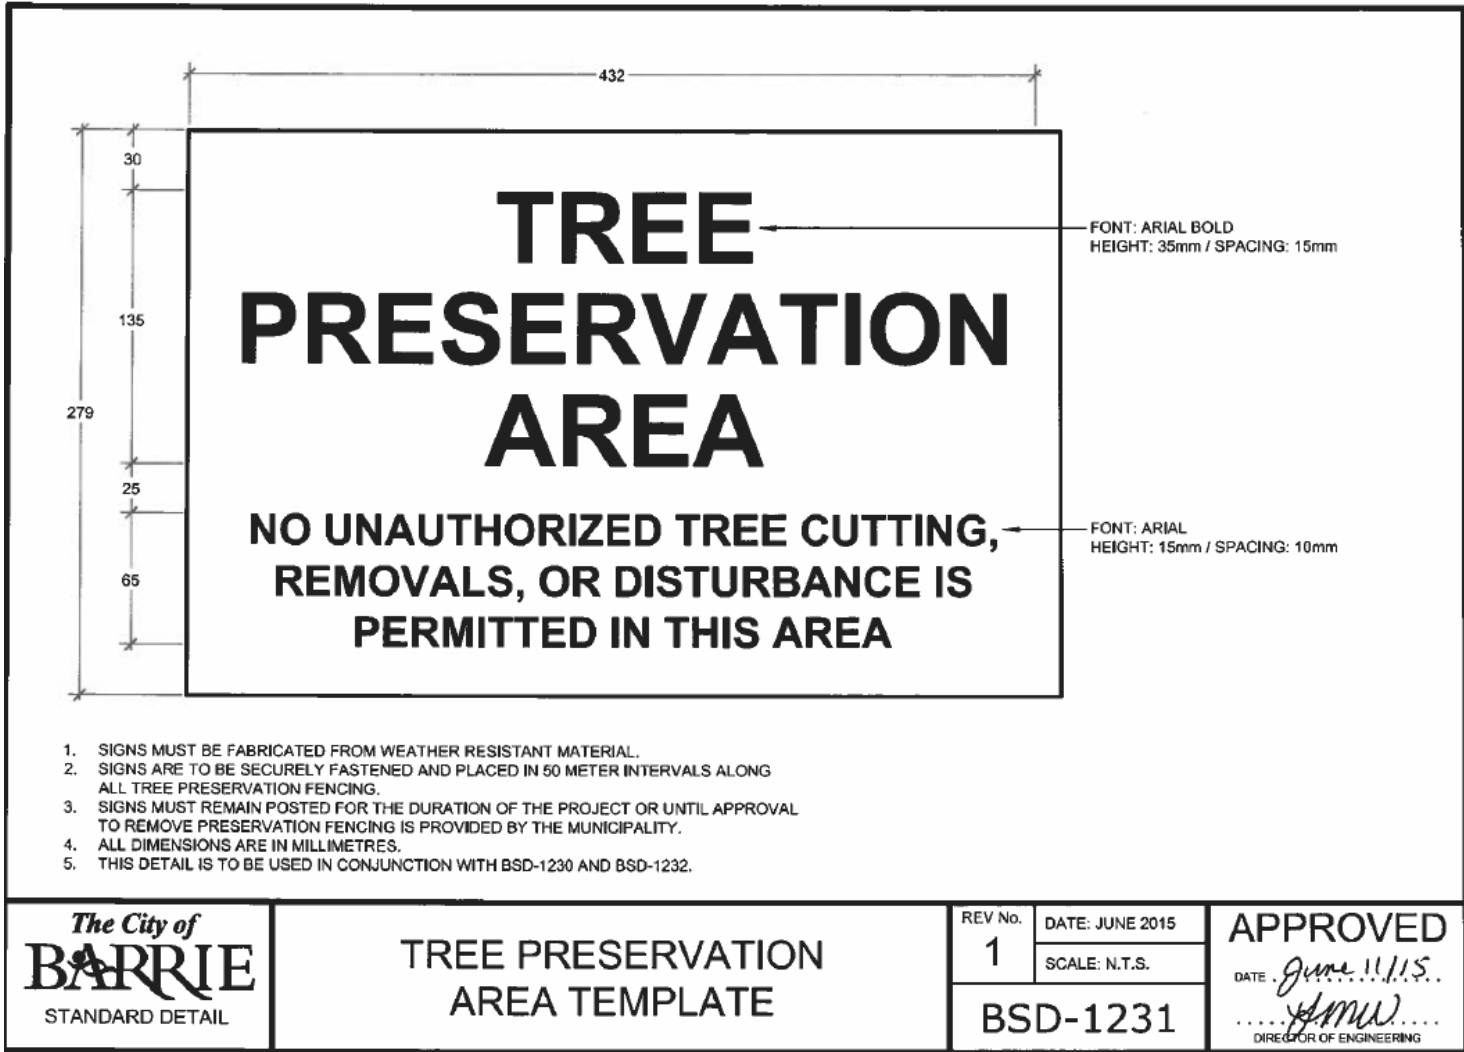 432
30
135
279
25
65
TREE
PRESERVATION
AREA
NO UNAUTHORIZED TREE CUTTING,
REMOVALS, OR DISTURBANCE IS
PERMITTED IN THIS AREA
FONT: ARIAL BOLD
HEIGHT: 35mm / SPACING: 15mm
FONT: ARIAL
HEIGHT: 15mm / SPACING: 10mm
1. SIGNS MUST BE FABRICATED FROM WEATHER RESISTANT MATERIAL.
2. SIGNS ARE TO BE SECURELY FASTENED AND PLACED IN 50 METER INTERVALS ALONG
ALL TREE PRESERVATION FENCING.
3. SIGNS MUST REMAIN POSTED FOR THE DURATION OF THE PROJECT OR UNTIL APPROVAL
TO REMOVE PRESERVATION FENCING IS PROVIDED BY THE MUNICIPALITY.
4. ALL DIMENSIONS ARE IN MILLIMETRES.
5. THIS DETAIL IS TO BE USED IN CONJUNCTION WITH BSD-1230 AND BSD-1232.
The City of
BARRIE
STANDARD DETAIL
TREE PRESERVATION
AREA TEMPLATE
REV No.
1
DATE: JUNE 2015
SCALE: N.T.S.
BSD-1231
APPROVED
DATE June 11/15
DIRECTOR OF ENGINEERING